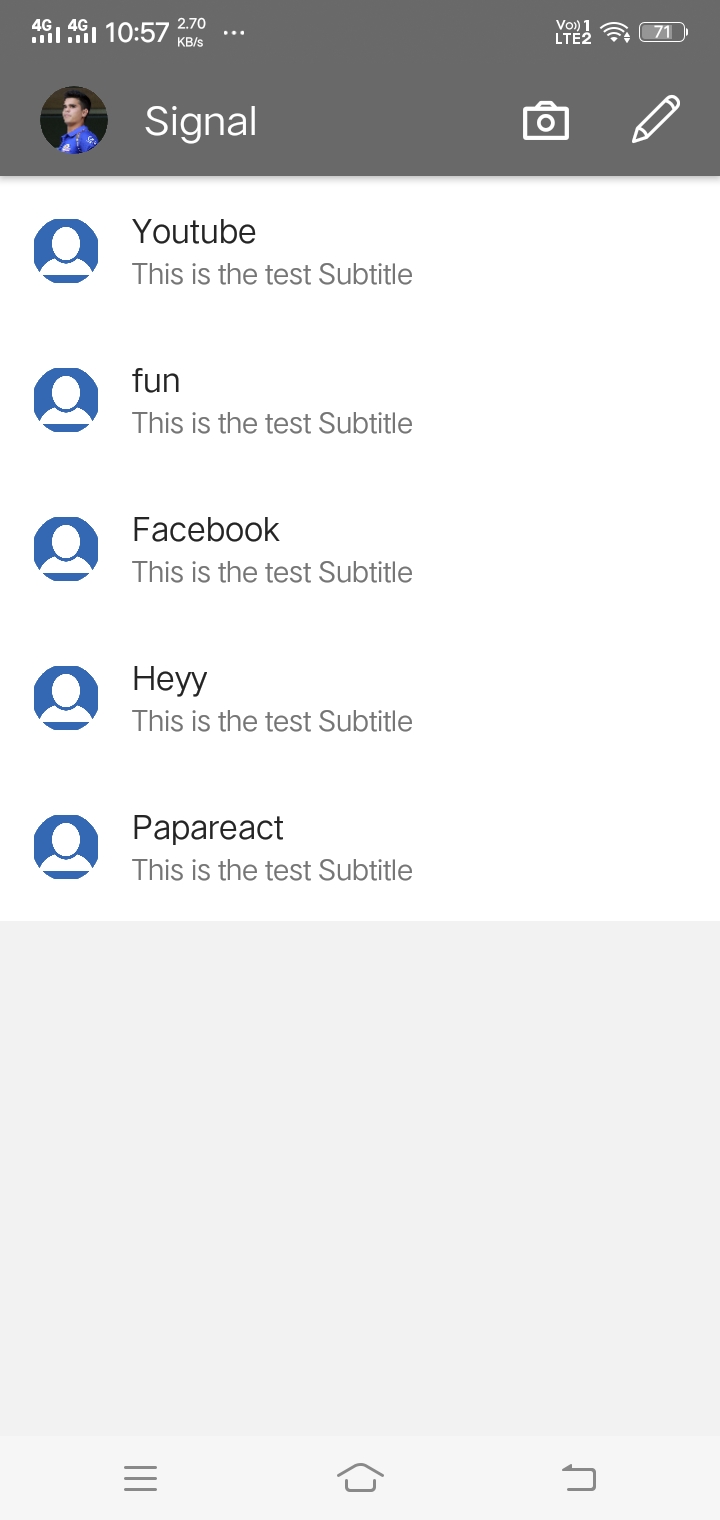 4G 4G 10:57 2.70 KB/s ... Vo)) 1 LTE2 71
Signal
Youtube
This is the test Subtitle
fun
This is the test Subtitle
Facebook
This is the test Subtitle
Heyy
This is the test Subtitle
Papareact
This is the test Subtitle